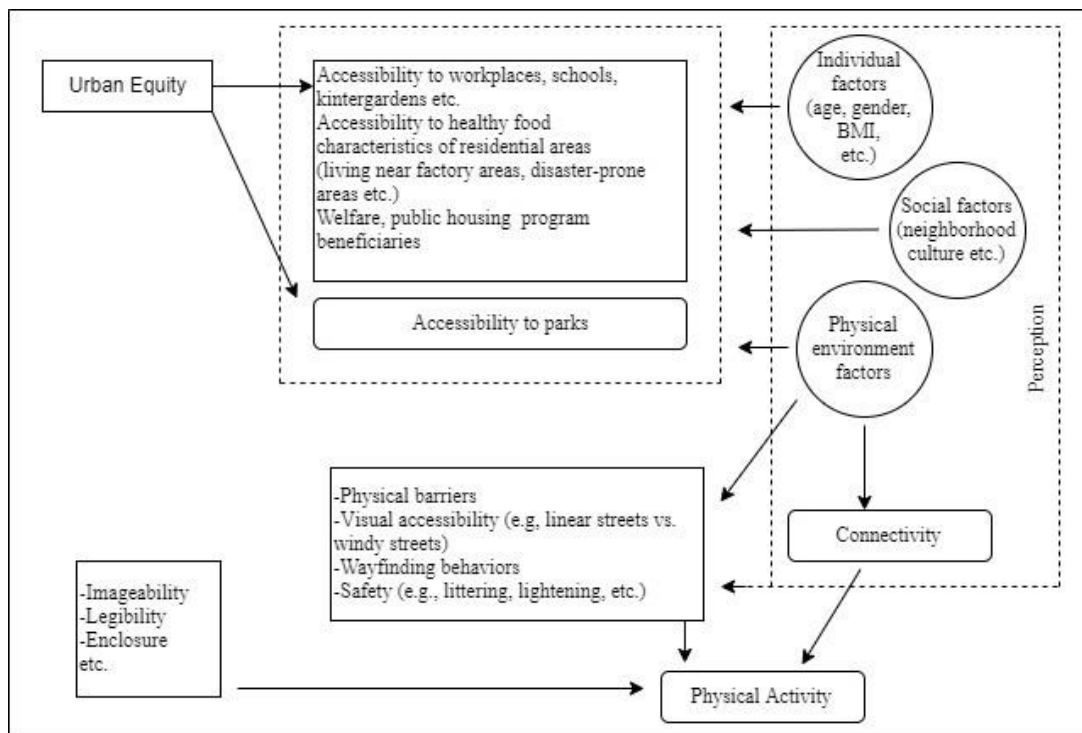 Urban Equity
Accessibility to workplaces, schools,
kintergardens etc.
Accessibility to healthy food
characteristics of residential areas
(living near factory areas, disaster-prone
areas etc.)
Welfare, public housing program
beneficiaries
Accessibility to parks
Individual
factors
(age, gender,
BMI,
etc.)
Social factors
(neighborhood
culture etc.)
Physical
environment
factors
Perception
Connectivity
-Physical barriers
-Visual accessibility (e.g, linear streets vs.
windy streets)
-Wayfinding behaviors
-Safety (e.g., littering, lightening, etc.)
-Imageability
-Legibility
-Enclosure
etc.
Physical Activity